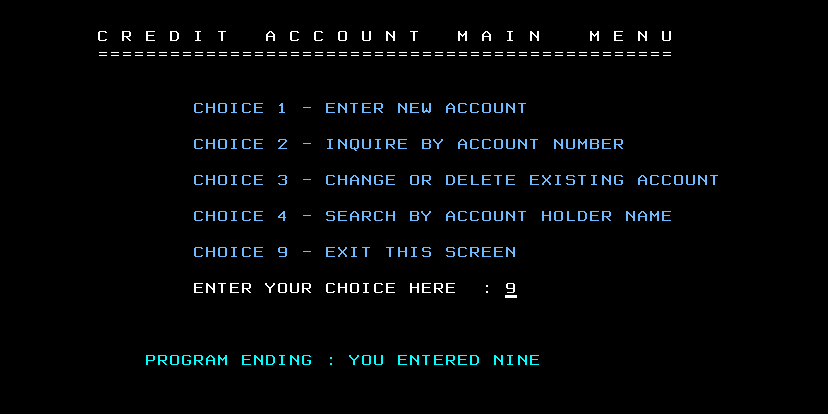 C R E D I T   A C C O U N T   M A I N   M E N U
================================================
CHOICE 1 - ENTER NEW ACCOUNT
CHOICE 2 - INQUIRE BY ACCOUNT NUMBER
CHOICE 3 - CHANGE OR DELETE EXISTING ACCOUNT
CHOICE 4 - SEARCH BY ACCOUNT HOLDER NAME
CHOICE 9 - EXIT THIS SCREEN
ENTER YOUR CHOICE HERE  : 9
PROGRAM ENDING : YOU ENTERED NINE